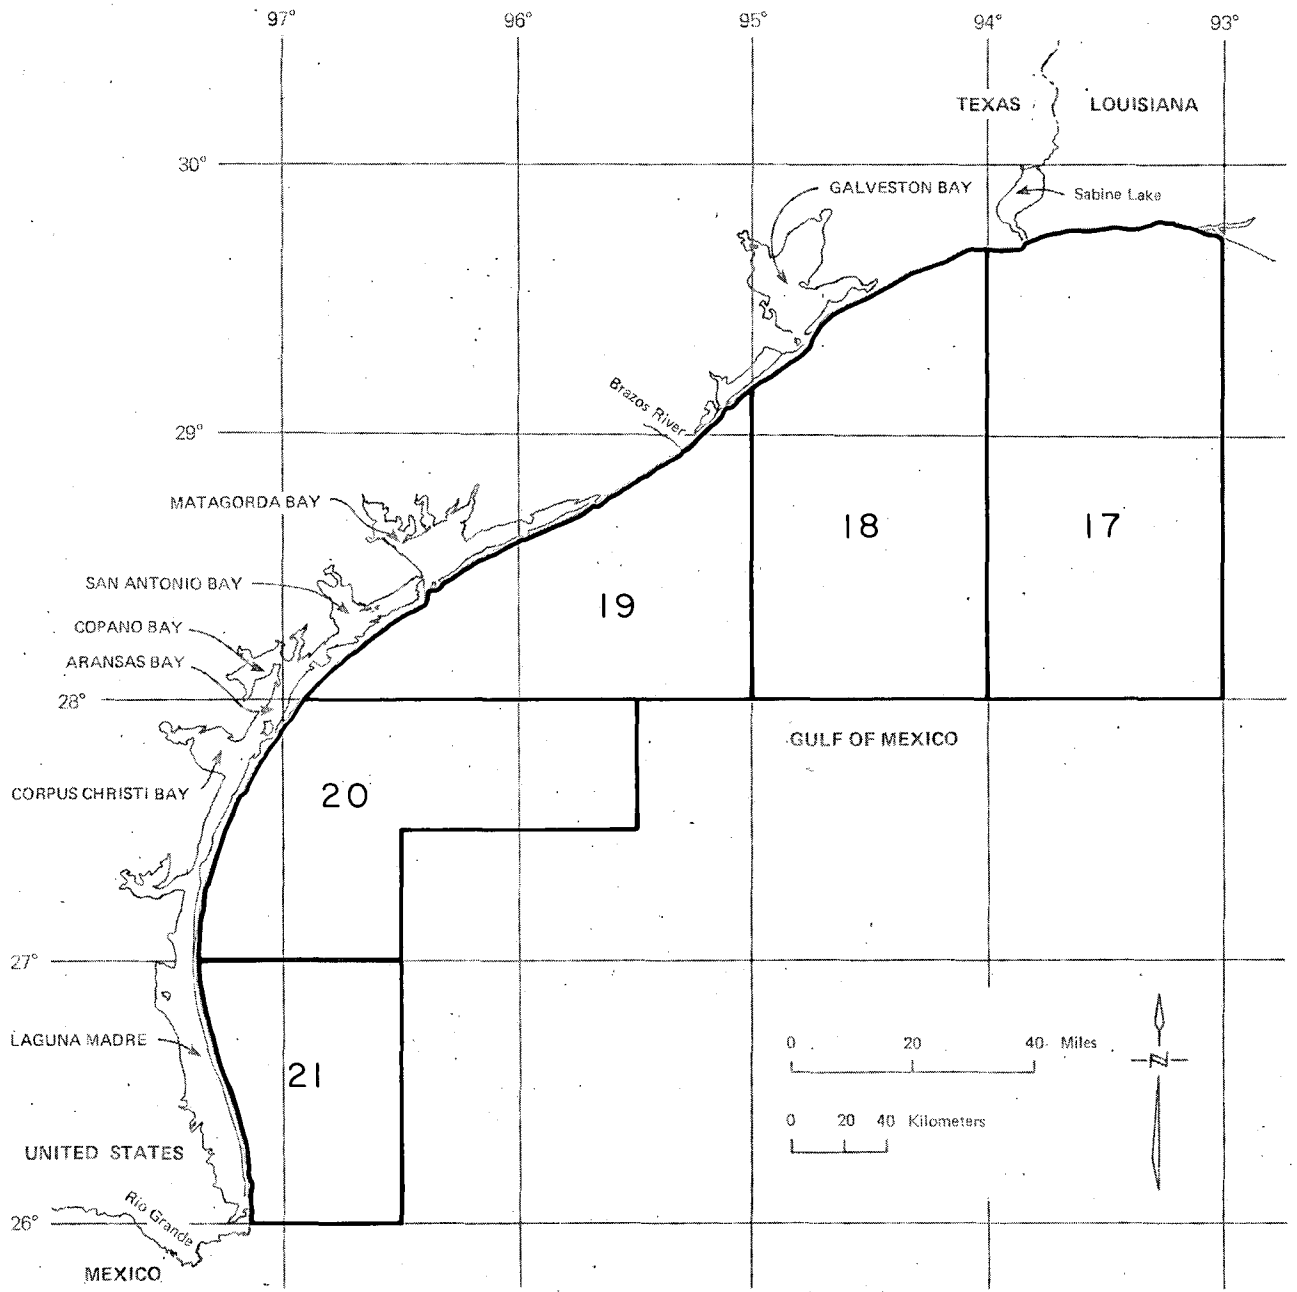 97° 96° 95° 94° 93°
TEXAS LOUISIANA
30°
GALVESTON BAY
Sabine Lake
Brazos River
29°
MATAGORDA BAY
18 17
SAN ANTONIO BAY
19
COPANO BAY
ARANSAS BAY
28°
GULF OF MEXICO
CORPUS CHRISTI BAY
20
27°
LAGUNA MADRE
0 20 40 Miles
N
21
0 20 40 Kilometers
UNITED STATES
Rio Grande
26°
MEXICO